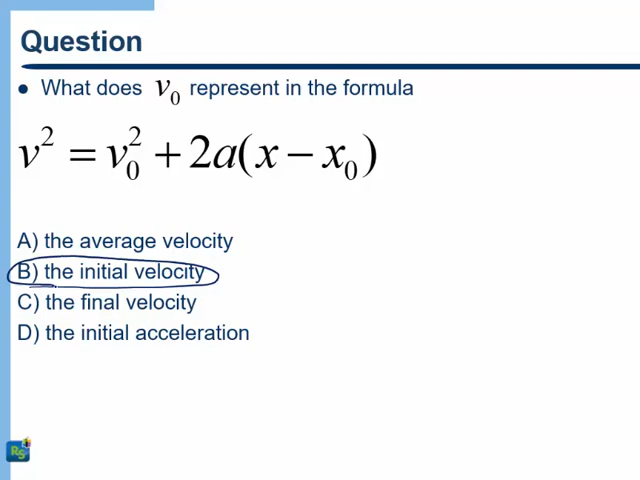 Question
● What does v₀ represent in the formula
v² = v₀² + 2a(x − x₀)
A) the average velocity
B) the initial velocity
C) the final velocity
D) the initial acceleration
RS